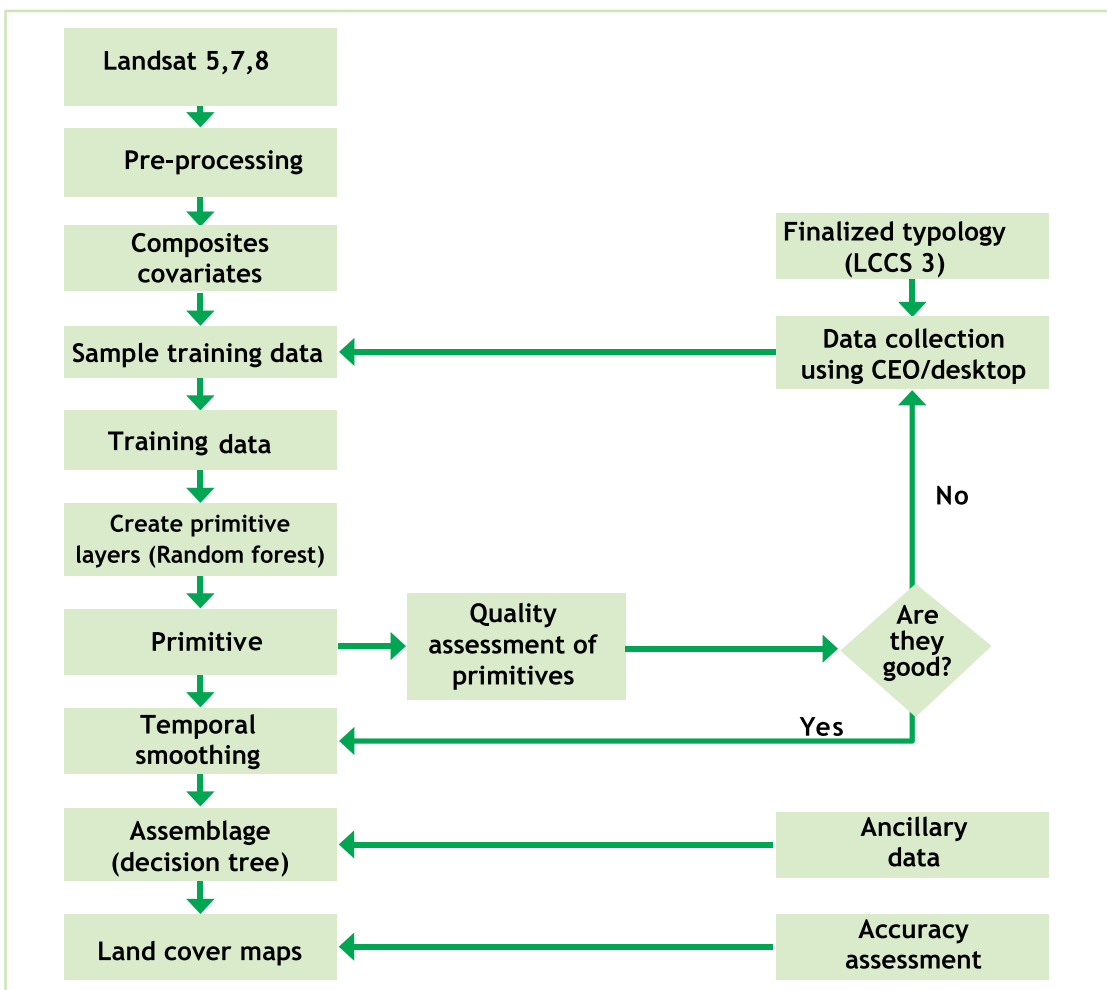 Landsat 5,7,8
Pre-processing
Composites
covariates
Finalized typology
(LCCS 3)
Sample training data
Data collection
using CEO/desktop
Training data
No
Create primitive
layers (Random forest)
Primitive
Quality
assessment of
primitives
Are
they
good?
Temporal
smoothing
Yes
Assemblage
(decision tree)
Ancillary
data
Land cover maps
Accuracy
assessment